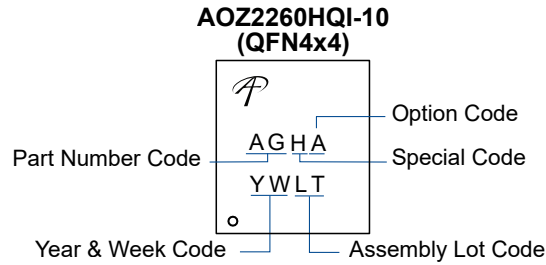 AOZ2260HQI-10
(QFN4x4)
Option Code
AGHA
Part Number Code
Special Code
YWLT
Year & Week Code
Assembly Lot Code